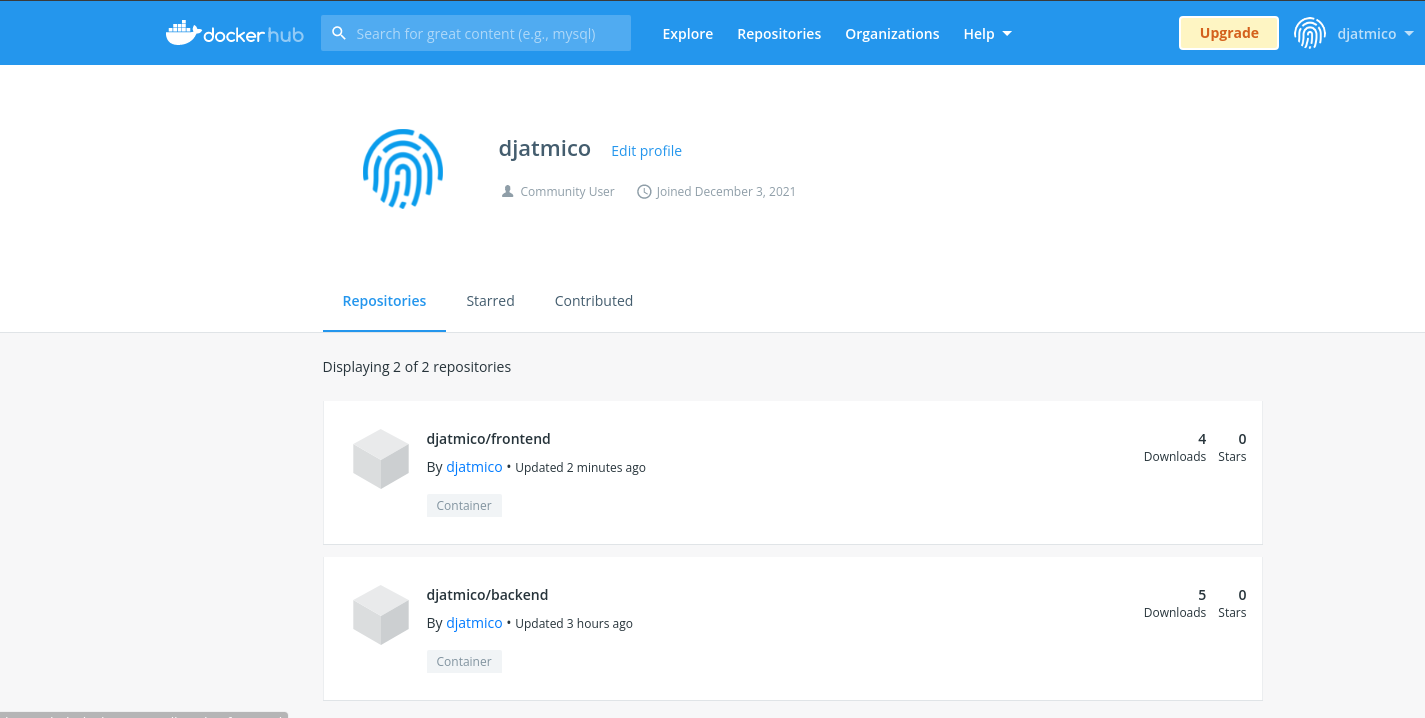 docker hub Search for great content (e.g., mysql) Explore Repositories Organizations Help Upgrade djatmico
djatmico Edit profile
Community User Joined December 3, 2021
Repositories Starred Contributed
Displaying 2 of 2 repositories
djatmico/frontend 4 0
By djatmico • Updated 2 minutes ago Downloads Stars
Container
djatmico/backend 5 0
By djatmico • Updated 3 hours ago Downloads Stars
Container